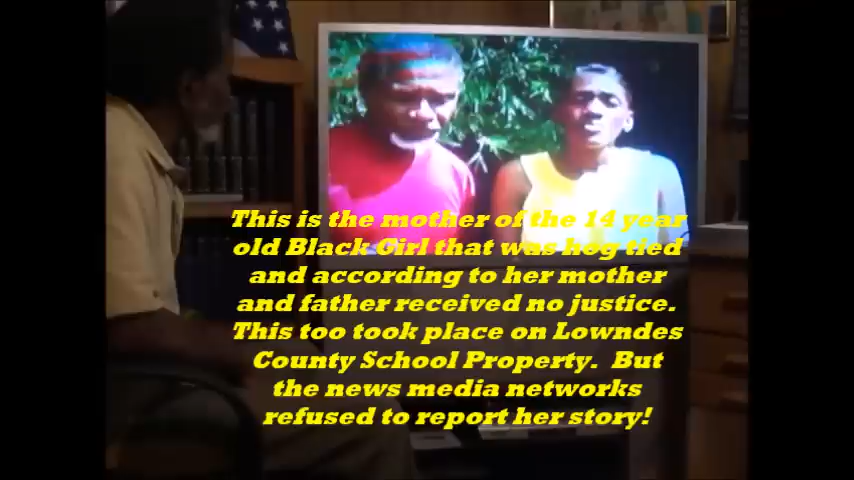 This is the mother of the 14 year
old Black Girl that was hog tied
and according to her mother
and father received no justice.
This too took place on Lowndes
County School Property.  But
the news media networks
refused to report her story!